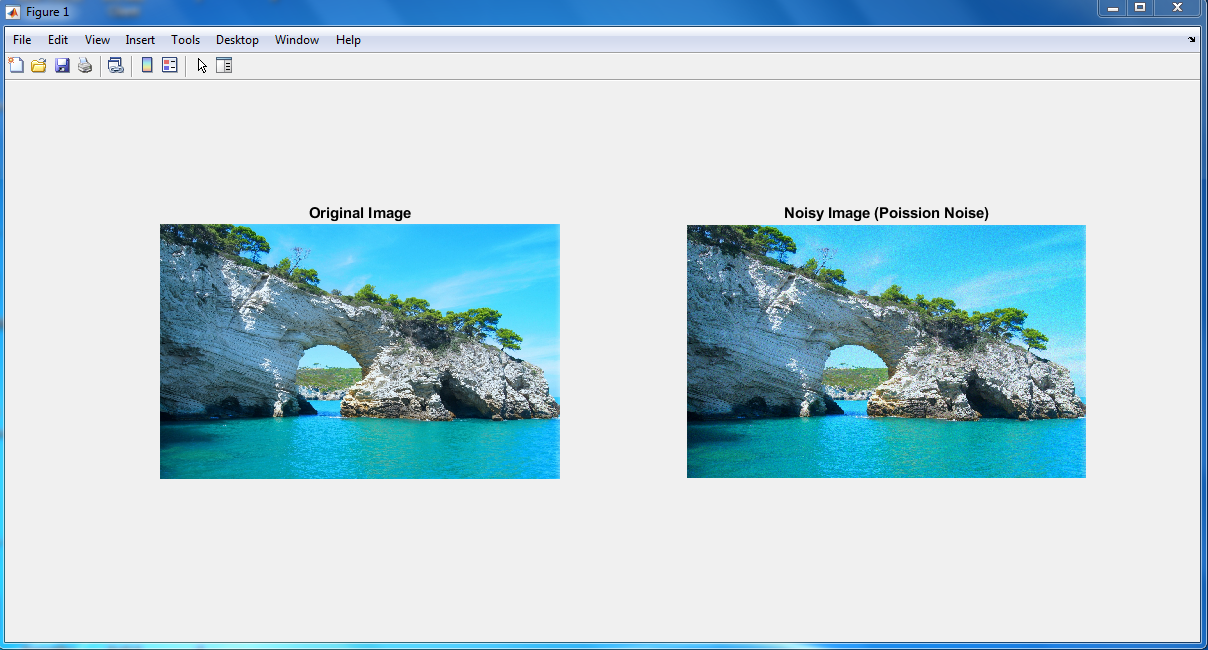 Figure 1
File Edit View Insert Tools Desktop Window Help
Original Image
Noisy Image (Poission Noise)